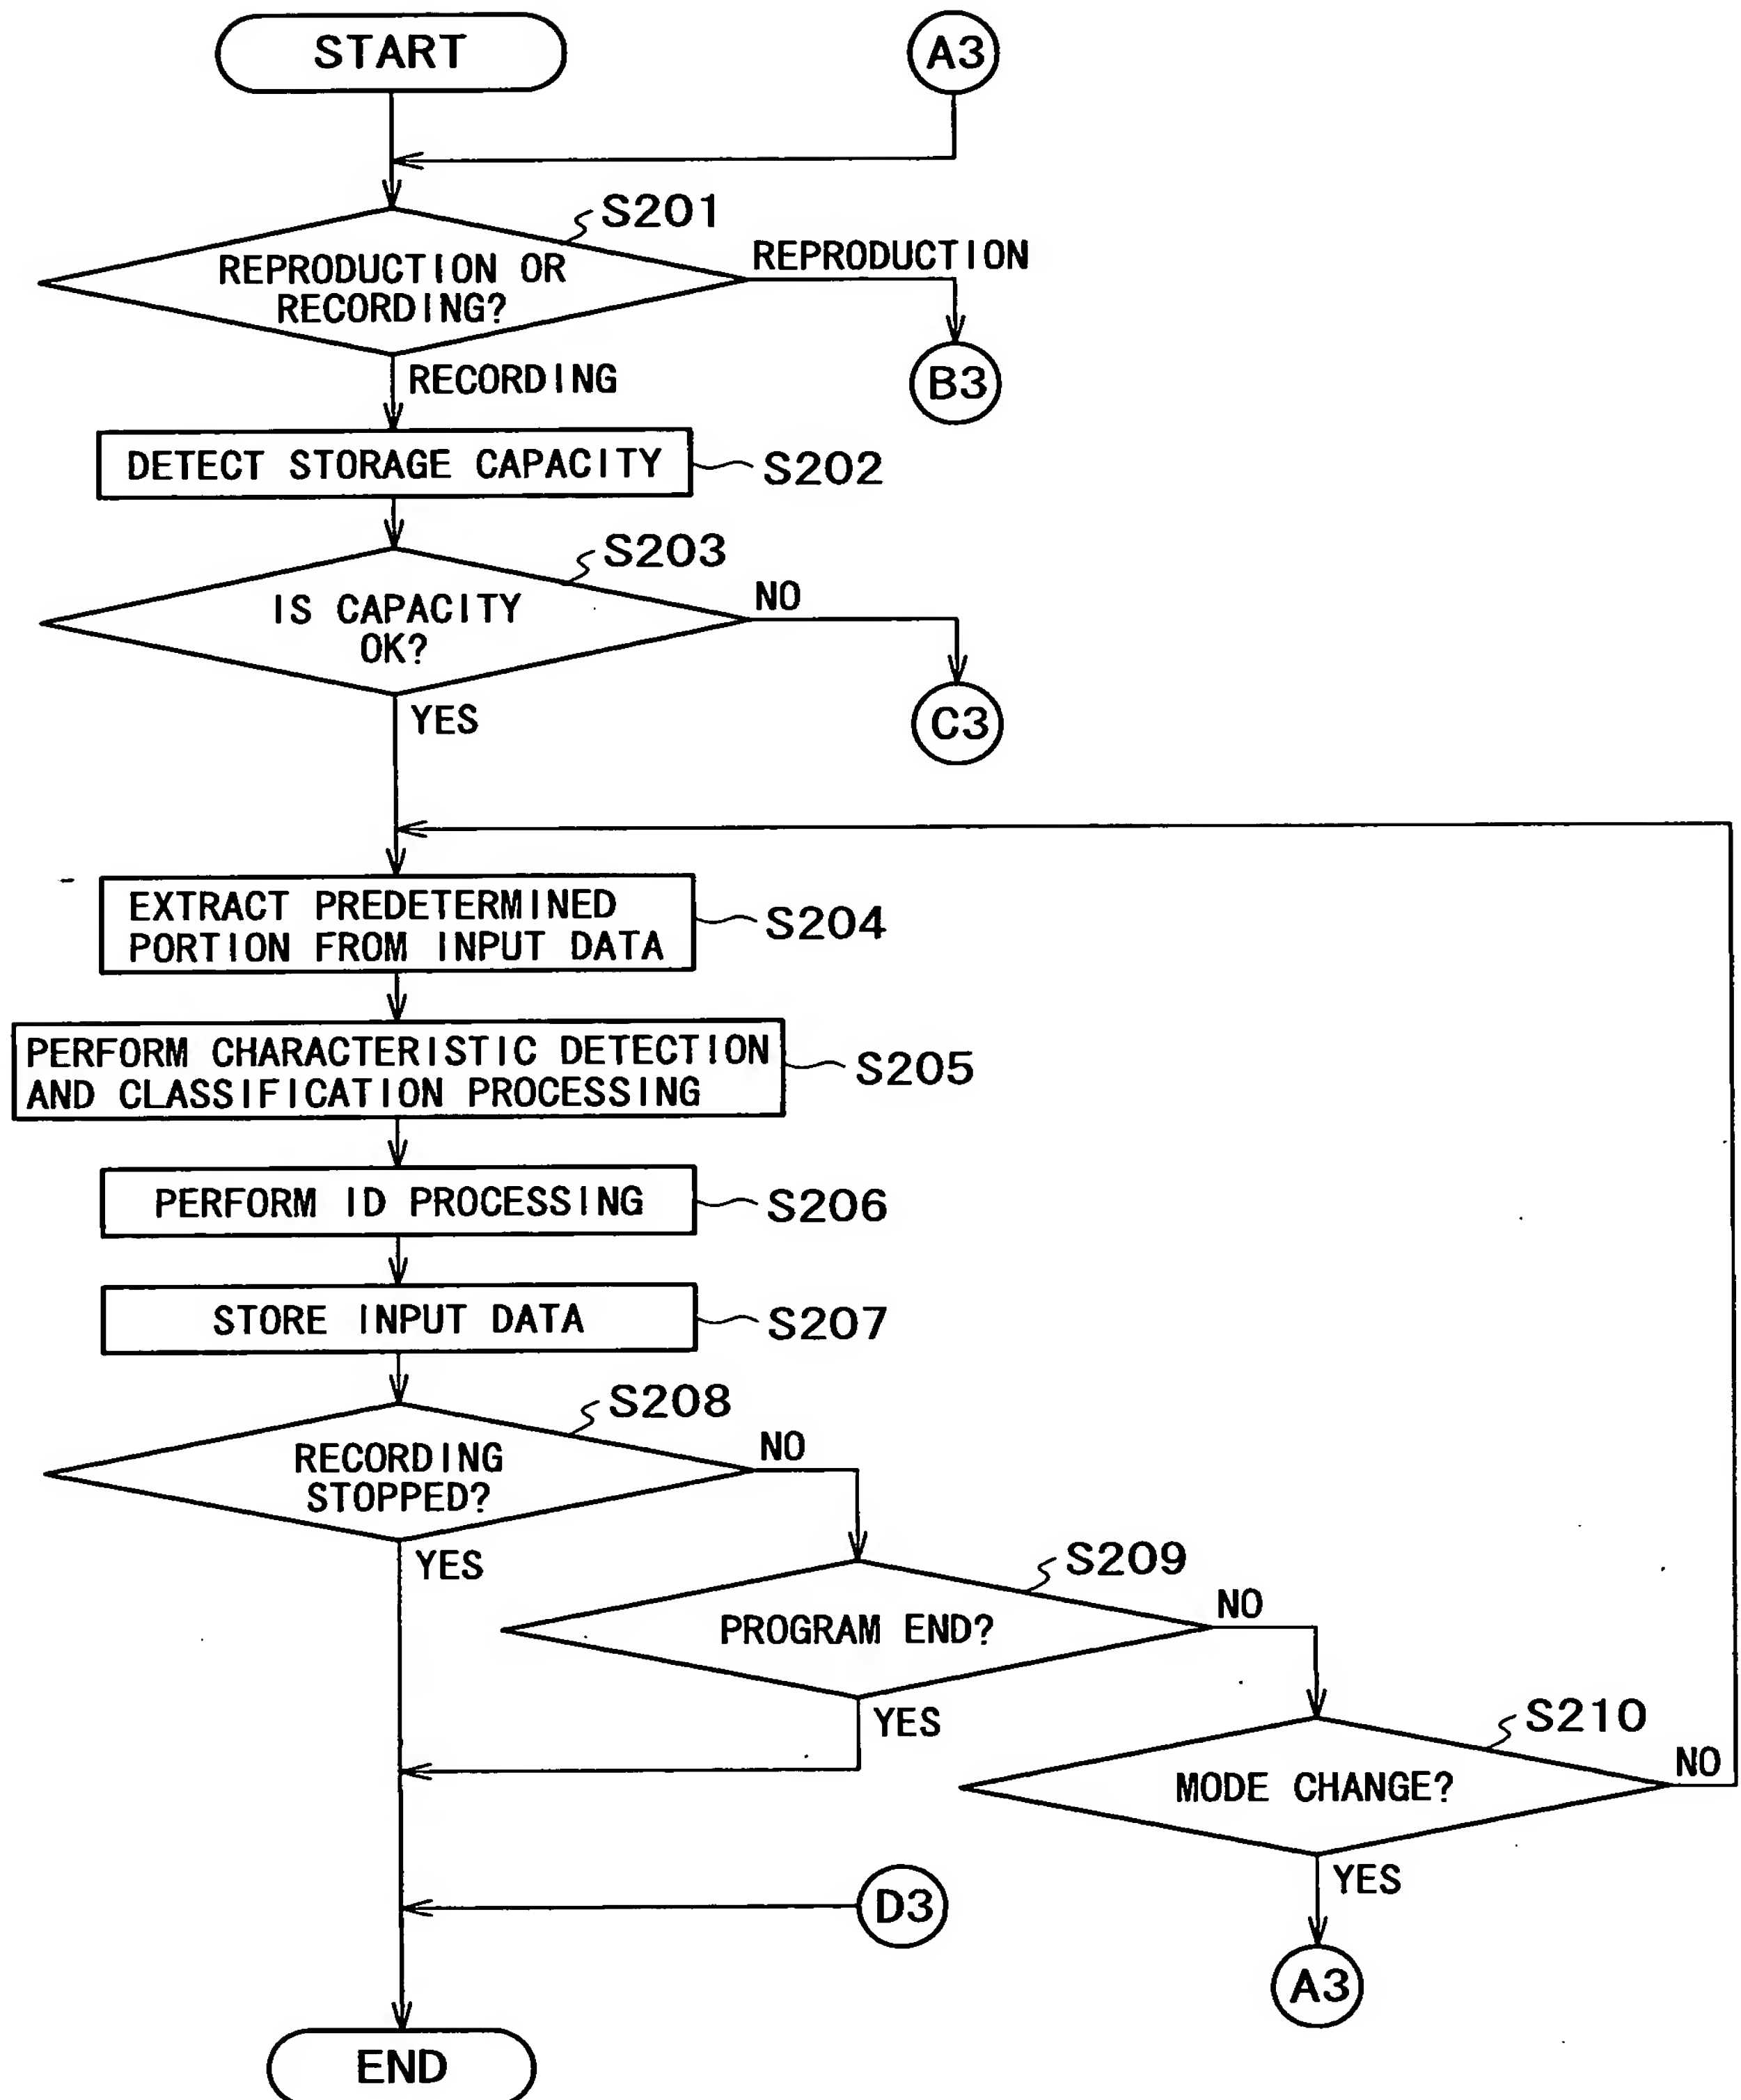 START
A3
S201
REPRODUCTION OR
RECORDING?
REPRODUCTION
B3
RECORDING
DETECT STORAGE CAPACITY
S202
S203
IS CAPACITY
OK?
NO
C3
YES
EXTRACT PREDETERMINED
PORTION FROM INPUT DATA
S204
PERFORM CHARACTERISTIC DETECTION
AND CLASSIFICATION PROCESSING
S205
PERFORM ID PROCESSING
S206
STORE INPUT DATA
S207
S208
RECORDING
STOPPED?
NO
YES
S209
PROGRAM END?
NO
YES
S210
MODE CHANGE?
NO
YES
D3
A3
END